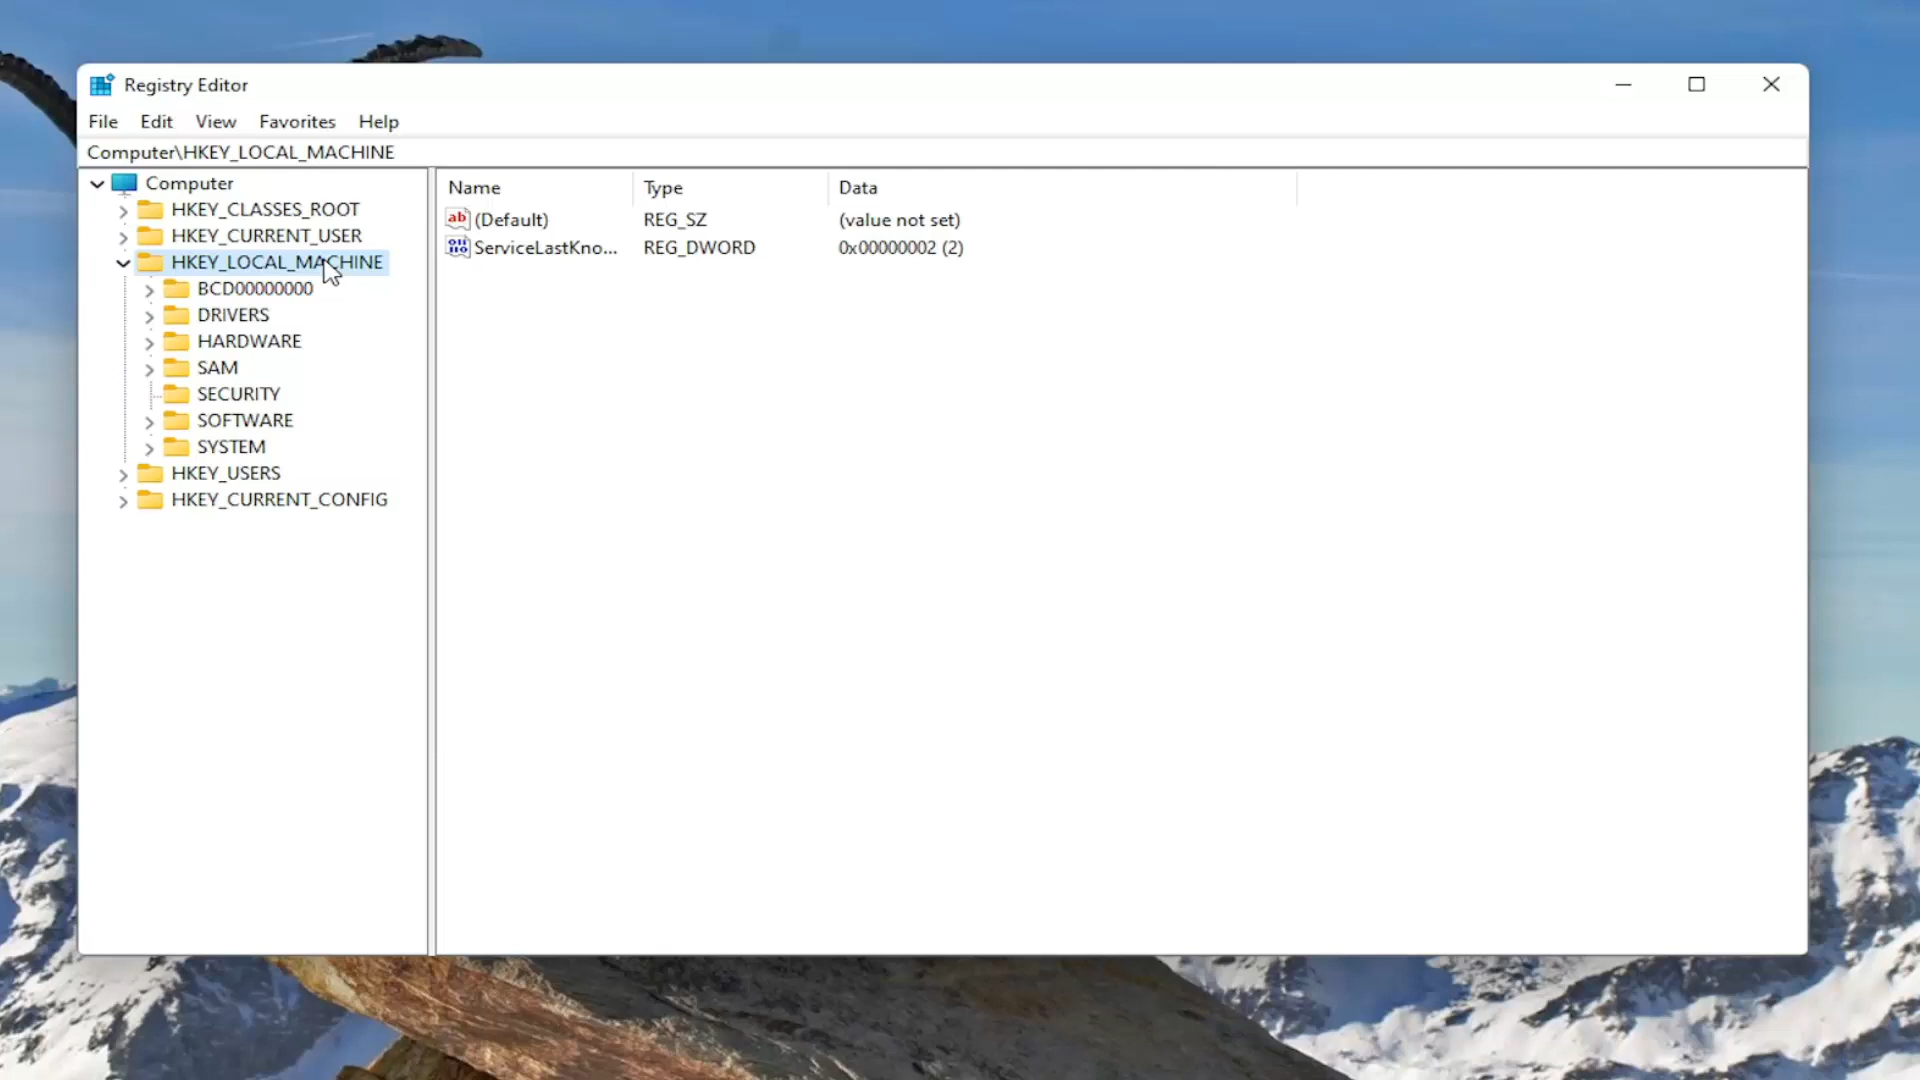 Registry Editor
File Edit View Favorites Help
Computer\HKEY_LOCAL_MACHINE
Computer
HKEY_CLASSES_ROOT
HKEY_CURRENT_USER
HKEY_LOCAL_MACHINE
BCD00000000
DRIVERS
HARDWARE
SAM
SECURITY
SOFTWARE
SYSTEM
HKEY_USERS
HKEY_CURRENT_CONFIG
Name Type Data
(Default) REG_SZ (value not set)
ServiceLastKno... REG_DWORD 0x00000002 (2)